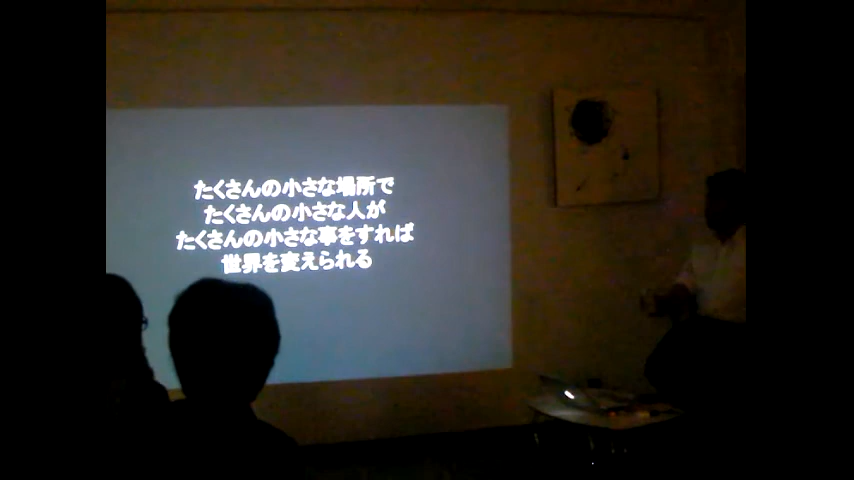 たくさんの小さな場所で
たくさんの小さな人が
たくさんの小さな事をすれば
世界を変えられる